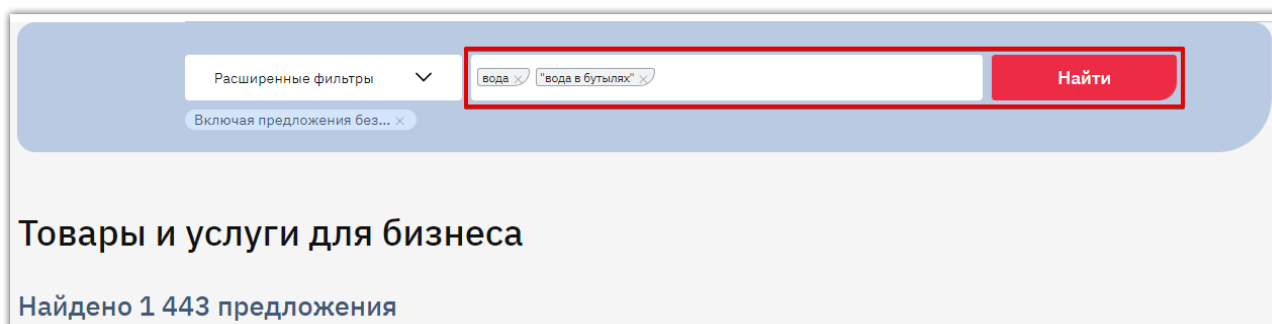 Расширенные фильтры вода × "вода в бутылях" × Найти
Включая предложения без... ×
Товары и услуги для бизнеса
Найдено 1 443 предложения